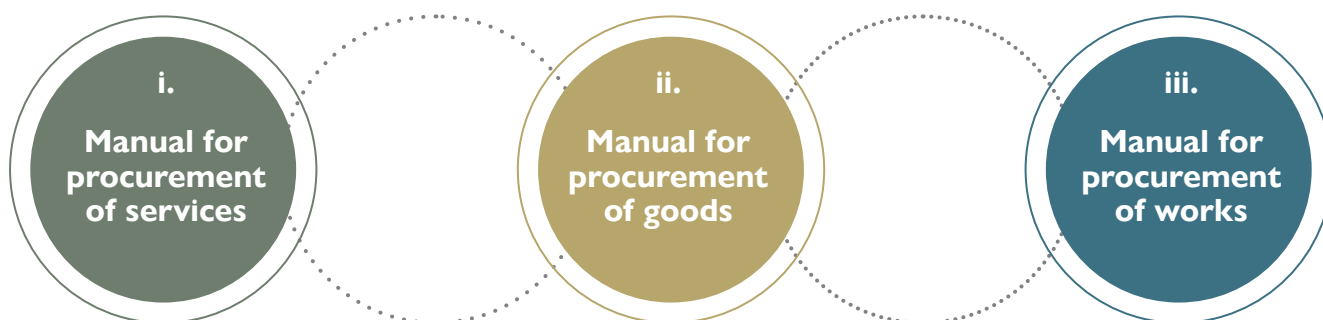 i.
Manual for
procurement
of services
ii.
Manual for
procurement
of goods
iii.
Manual for
procurement
of works